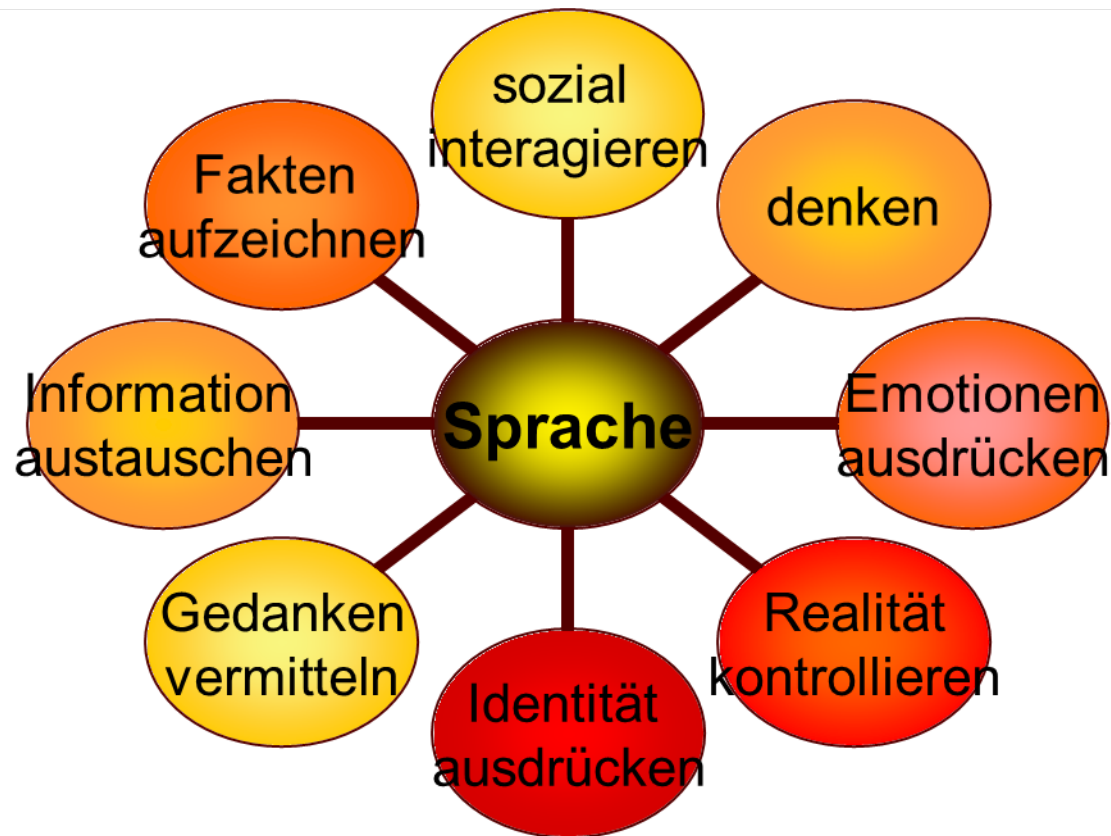 sozial
interagieren
denken
Emotionen
ausdrücken
Realität
kontrollieren
Identität
ausdrücken
Gedanken
vermitteln
Information
austauschen
Fakten
aufzeichnen
Sprache